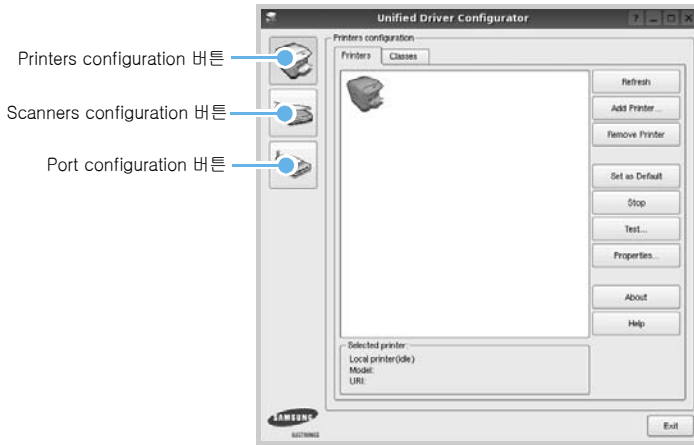 Unified Driver Configurator
Printers configuration 버튼
Scanners configuration 버튼
Port configuration 버튼
Printers configuration
Printers
Classes
Refresh
Add Printer...
Remove Printer
Set as Default
Stop
Test...
Properties...
About
Help
Selected printer:
Local printer(idle)
Model:
URI:
SAMSUNG
ELECTRONICS
Exit